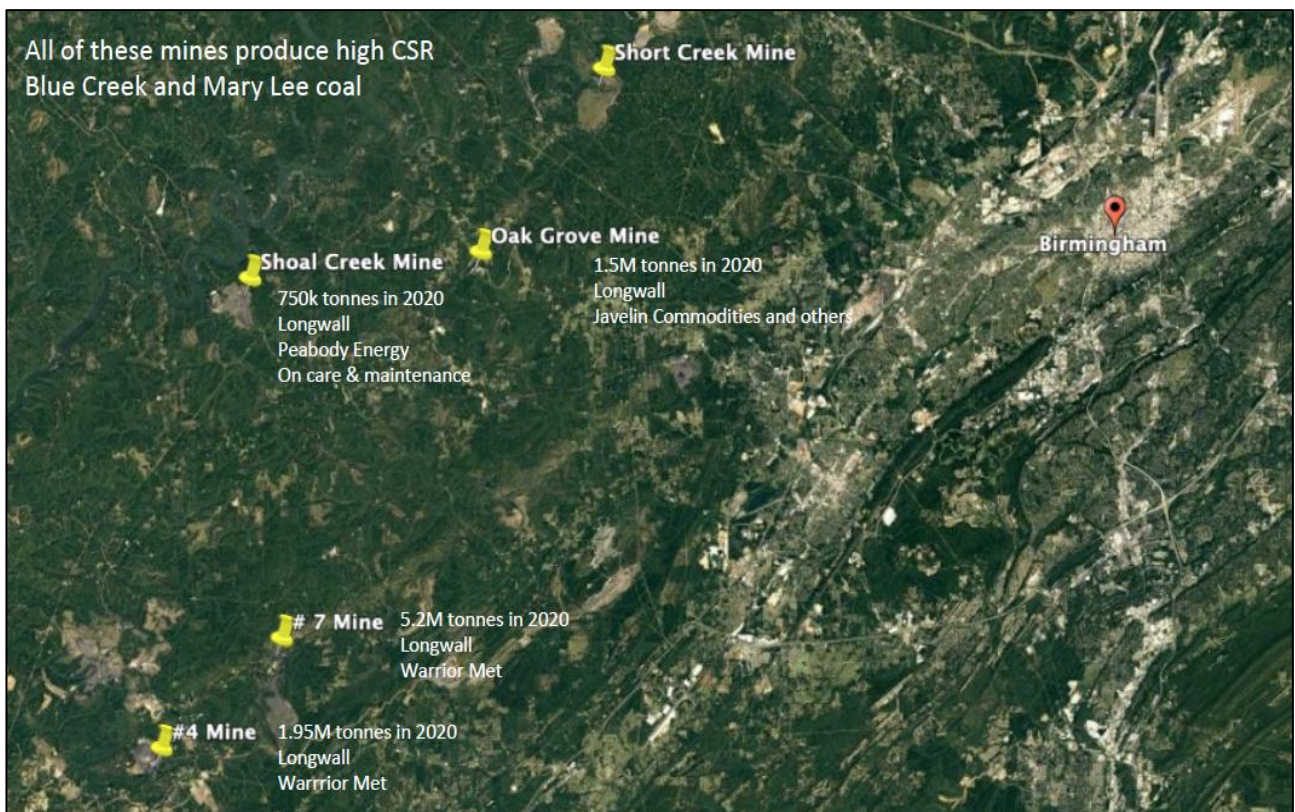 All of these mines produce high CSR
Blue Creek and Mary Lee coal
Short Creek Mine
Birmingham
Oak Grove Mine
1.5M tonnes in 2020
Longwall
Javelin Commodities and others
Shoal Creek Mine
750k tonnes in 2020
Longwall
Peabody Energy
On care & maintenance
# 7 Mine
5.2M tonnes in 2020
Longwall
Warrior Met
#4 Mine
1.95M tonnes in 2020
Longwall
Warrrior Met